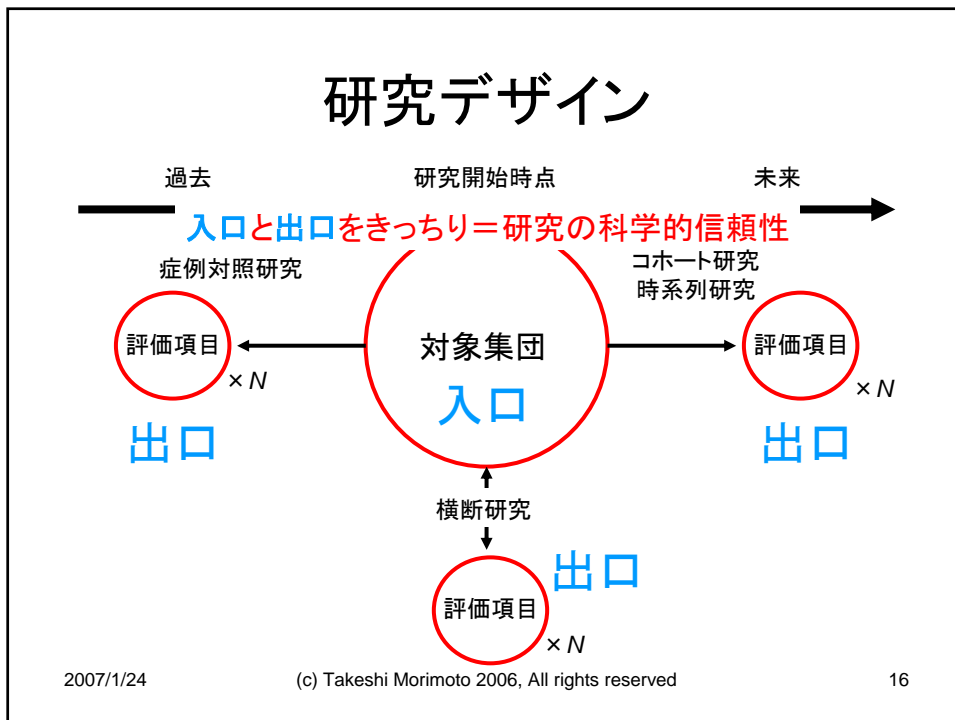 研究デザイン
過去
研究開始時点
未来
入口と出口をきっちり＝研究の科学的信頼性
症例対照研究
コホート研究
時系列研究
評価項目
×N
出口
対象集団
入口
評価項目
×N
出口
横断研究
評価項目
×N
出口
2007/1/24
(c) Takeshi Morimoto 2006, All rights reserved
16